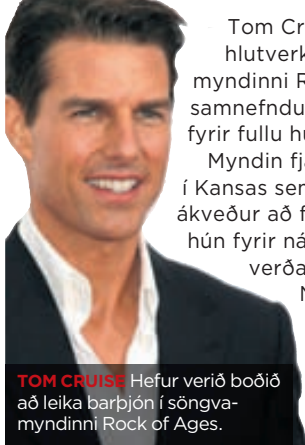 Tom Cr
hlutverk
myndinni R
samnefndu
fyrir fullu h
Myndin fj
í Kansas sem
ákveður að f
hún fyrir ná
verða
TOM CRUISE Hefur verið boðið
að leika barþjón í söngva-
myndinni Rock of Ages.